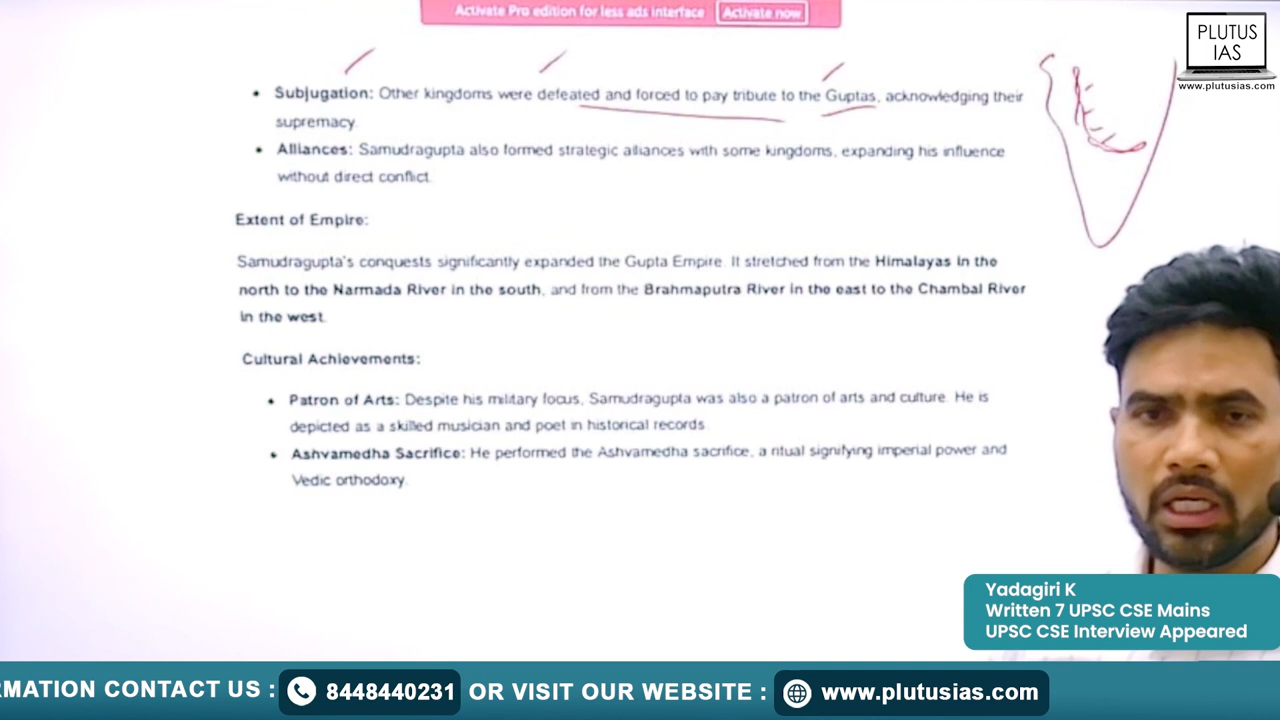 Activate Pro edition for less ads interface Activate now
PLUTUS
IAS
www.plutusias.com
• Subjugation: Other kingdoms were defeated and forced to pay tribute to the Guptas, acknowledging their
supremacy.
• Alliances: Samudragupta also formed strategic alliances with some kingdoms, expanding his influence
without direct conflict.
Extent of Empire:
Samudragupta's conquests significantly expanded the Gupta Empire. It stretched from the Himalayas in the
north to the Narmada River in the south, and from the Brahmaputra River in the east to the Chambal River
in the west.
Cultural Achievements:
• Patron of Arts: Despite his military focus, Samudragupta was also a patron of arts and culture. He is
depicted as a skilled musician and poet in historical records.
• Ashvamedha Sacrifice: He performed the Ashvamedha sacrifice, a ritual signifying imperial power and
Vedic orthodoxy.
Yadagiri K
Written 7 UPSC CSE Mains
UPSC CSE Interview Appeared
RMATION CONTACT US : 8448440231 OR VISIT OUR WEBSITE : www.plutusias.com